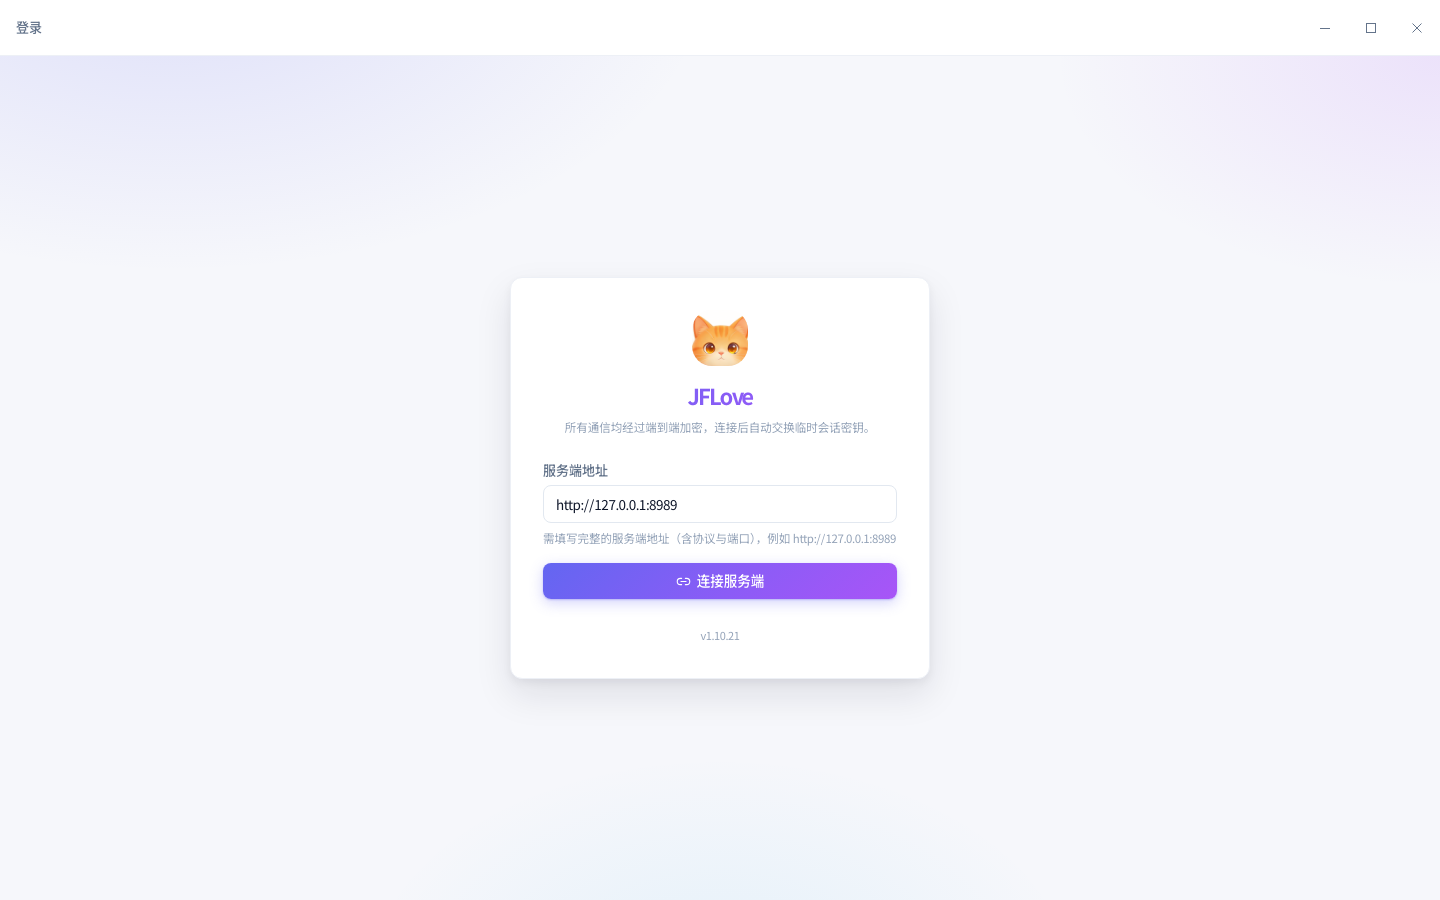 登录
JFLove
所有通信均经过端到端加密，连接后自动交换临时会话密钥。
服务端地址
http://127.0.0.1:8989
需填写完整的服务端地址（含协议与端口），例如 http://127.0.0.1:8989
连接服务端
v1.10.21